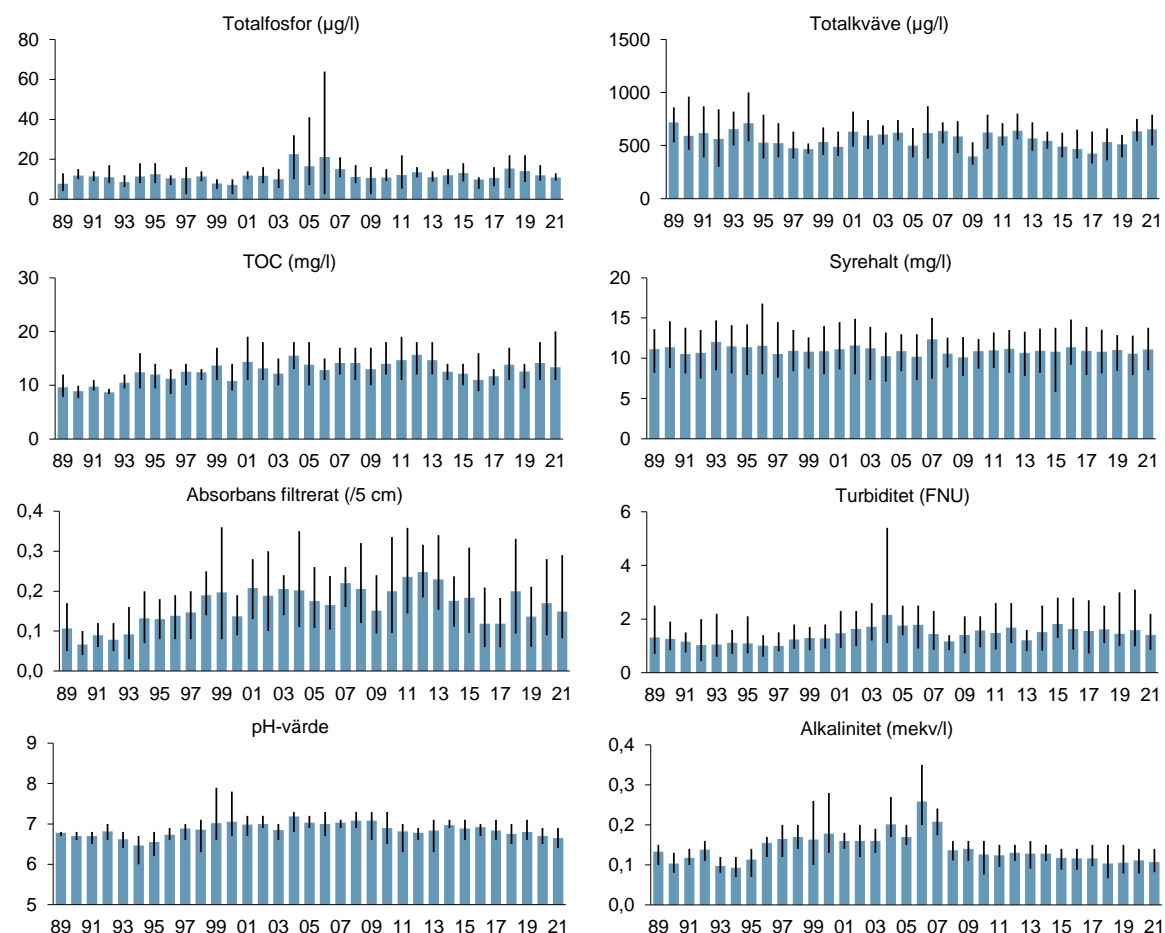 Totalfosfor (µg/l)
80
60
40
20
0
89 91 93 95 97 99 01 03 05 07 09 11 13 15 17 19 21
Totalkväve (µg/l)
1500
1000
500
0
89 91 93 95 97 99 01 03 05 07 09 11 13 15 17 19 21
TOC (mg/l)
30
20
10
0
89 91 93 95 97 99 01 03 05 07 09 11 13 15 17 19 21
Syrehalt (mg/l)
20
15
10
5
0
89 91 93 95 97 99 01 03 05 07 09 11 13 15 17 19 21
Absorbans filtrerat (/5 cm)
0,4
0,3
0,2
0,1
0,0
89 91 93 95 97 99 01 03 05 07 09 11 13 15 17 19 21
Turbiditet (FNU)
6
4
2
0
89 91 93 95 97 99 01 03 05 07 09 11 13 15 17 19 21
pH-värde
9
8
7
6
5
89 91 93 95 97 99 01 03 05 07 09 11 13 15 17 19 21
Alkalinitet (mekv/l)
0,4
0,3
0,2
0,1
0,0
89 91 93 95 97 99 01 03 05 07 09 11 13 15 17 19 21